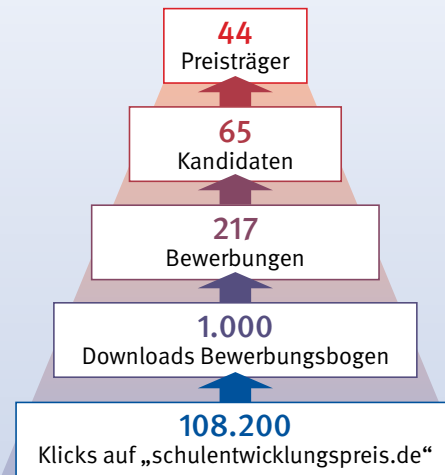 44
Preisträger
65
Kandidaten
217
Bewerbungen
1.000
Downloads Bewerbungsbogen
108.200
Klicks auf „schulentwicklungspreis.de“